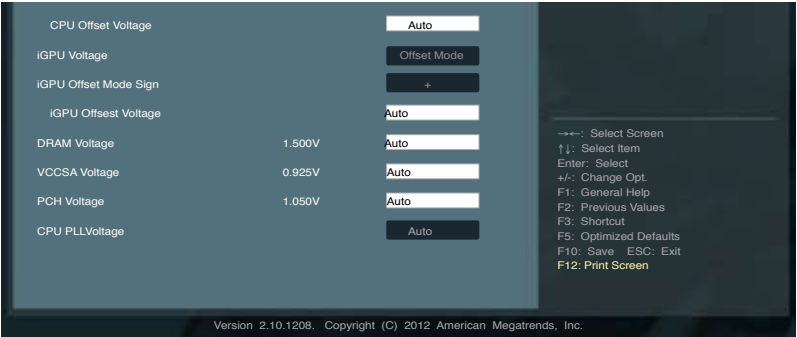 CPU Offset Voltage Auto
iGPU Voltage Offset Mode
iGPU Offset Mode Sign +
iGPU Offsest Voltage Auto
DRAM Voltage 1.500V Auto
VCCSA Voltage 0.925V Auto
PCH Voltage 1.050V Auto
CPU PLLVoltage Auto
→←: Select Screen
↑↓: Select Item
Enter: Select
+/-: Change Opt.
F1: General Help
F2: Previous Values
F3: Shortcut
F5: Optimized Defaults
F10: Save ESC: Exit
F12: Print Screen
Version 2.10.1208. Copyright (C) 2012 American Megatrends, Inc.